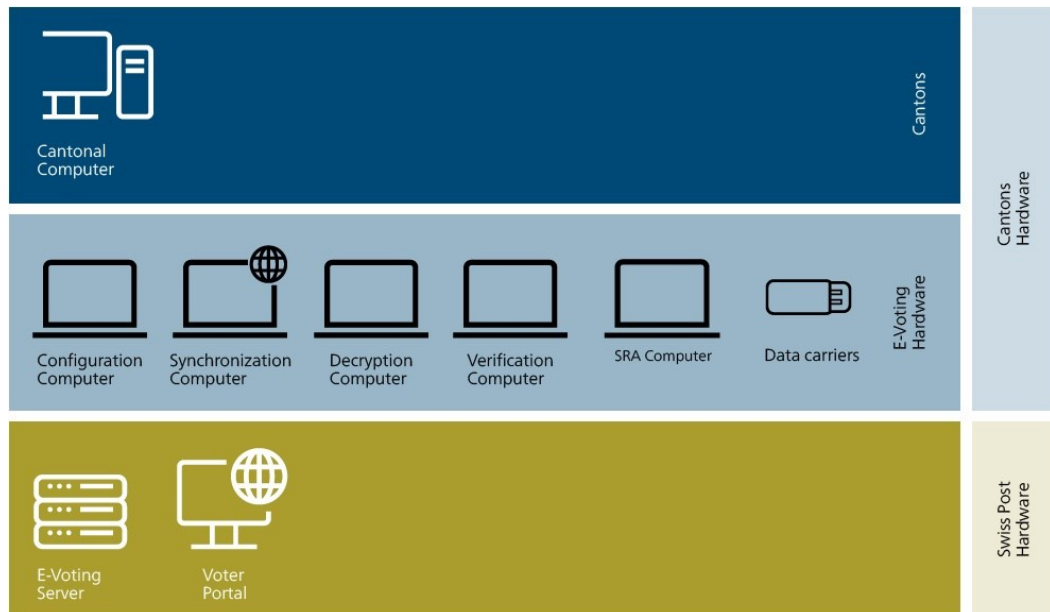 Cantonal
Computer
Cantons
Cantons
Hardware
Configuration
Computer
Synchronization
Computer
Decryption
Computer
Verification
Computer
SRA Computer
Data carriers
E-Voting
Hardware
E-Voting
Server
Voter
Portal
Swiss Post
Hardware